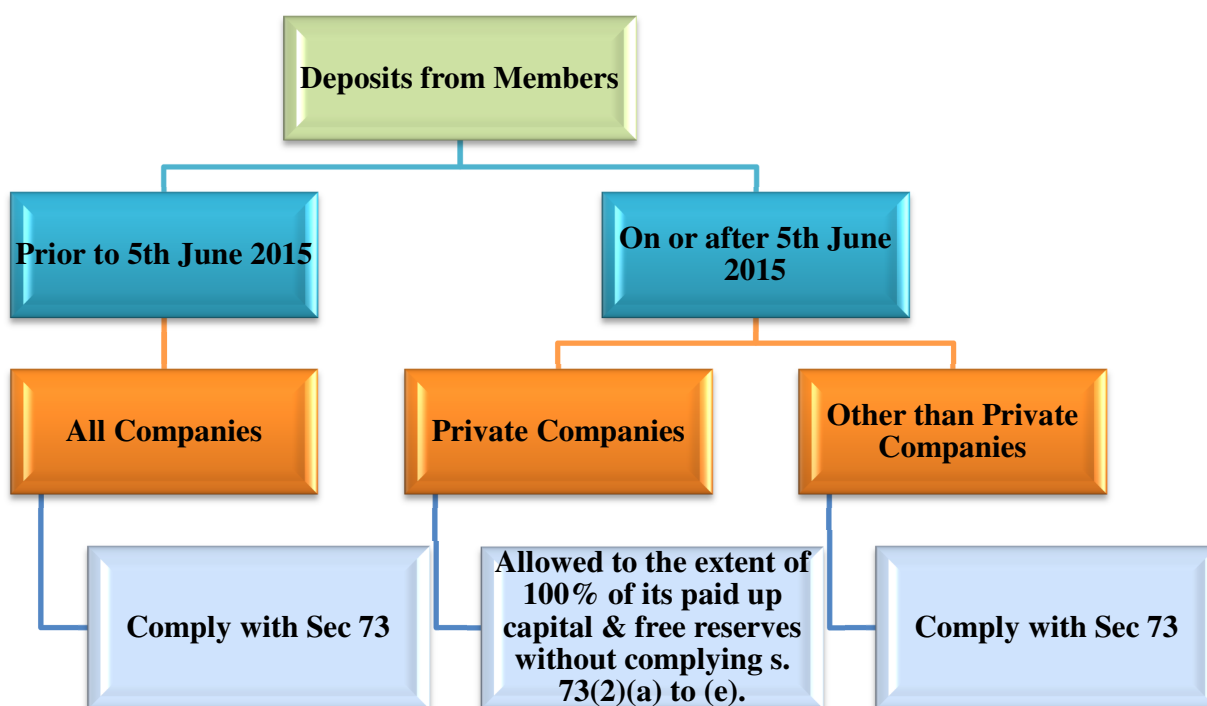 Deposits from Members
Prior to 5th June 2015
On or after 5th June
2015
All Companies
Private Companies
Other than Private
Companies
Comply with Sec 73
Allowed to the extent of
100% of its paid up
capital & free reserves
without complying s.
73(2)(a) to (e).
Comply with Sec 73